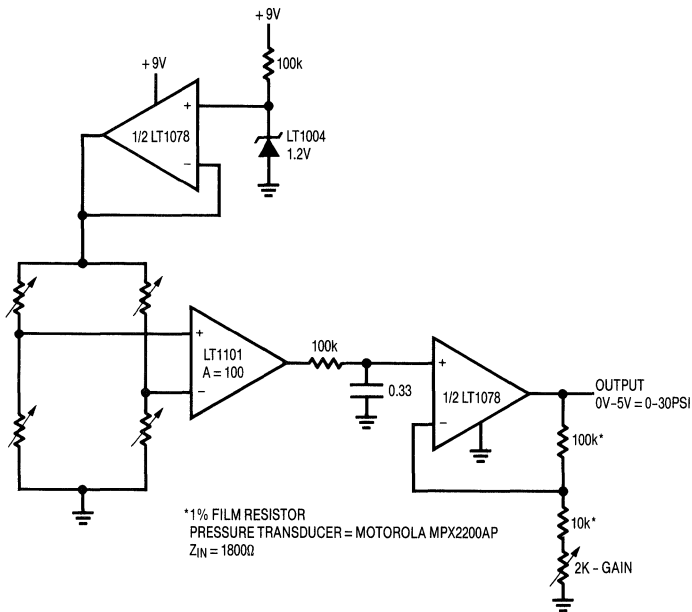 +9V
100k
+9V
+
1/2 LT1078
−
LT1004
1.2V
+
LT1101
A = 100
−
100k
0.33
+
1/2 LT1078
−
OUTPUT
0V–5V = 0–30PSI
100k*
10k*
2K – GAIN
*1% FILM RESISTOR
PRESSURE TRANSDUCER = MOTOROLA MPX2200AP
ZIN = 1800Ω